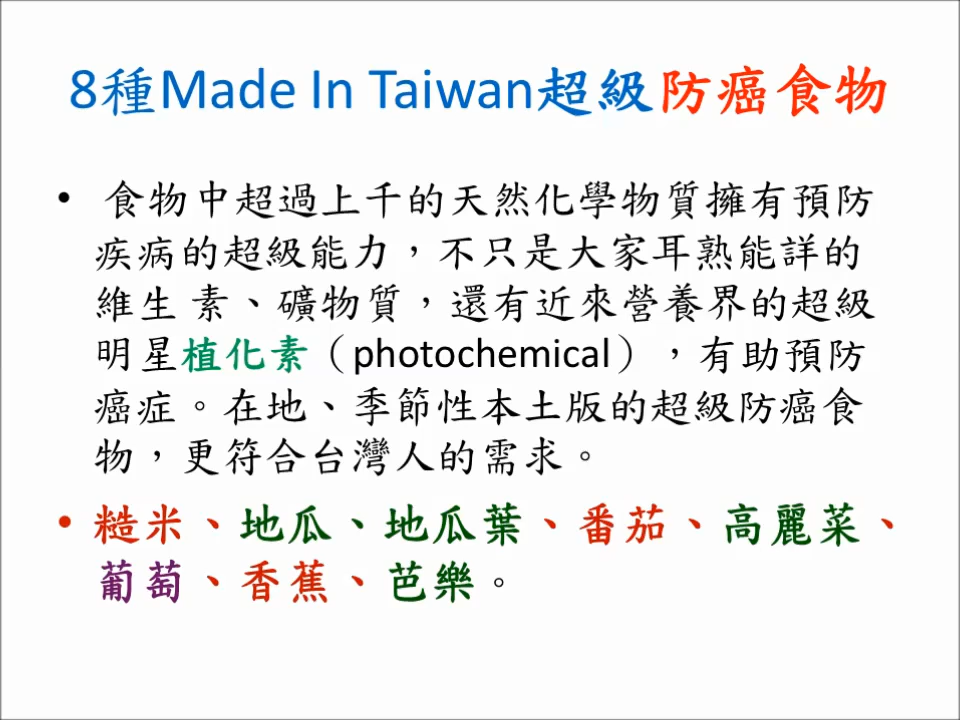 8種Made In Taiwan超級防癌食物
• 食物中超過上千的天然化學物質擁有預防
疾病的超級能力，不只是大家耳熟能詳的
維生 素、礦物質，還有近來營養界的超級
明星植化素（photochemical），有助預防
癌症。在地、季節性本土版的超級防癌食
物，更符合台灣人的需求。
• 糙米、地瓜、地瓜葉、番茄、高麗菜、
葡萄、香蕉、芭樂。